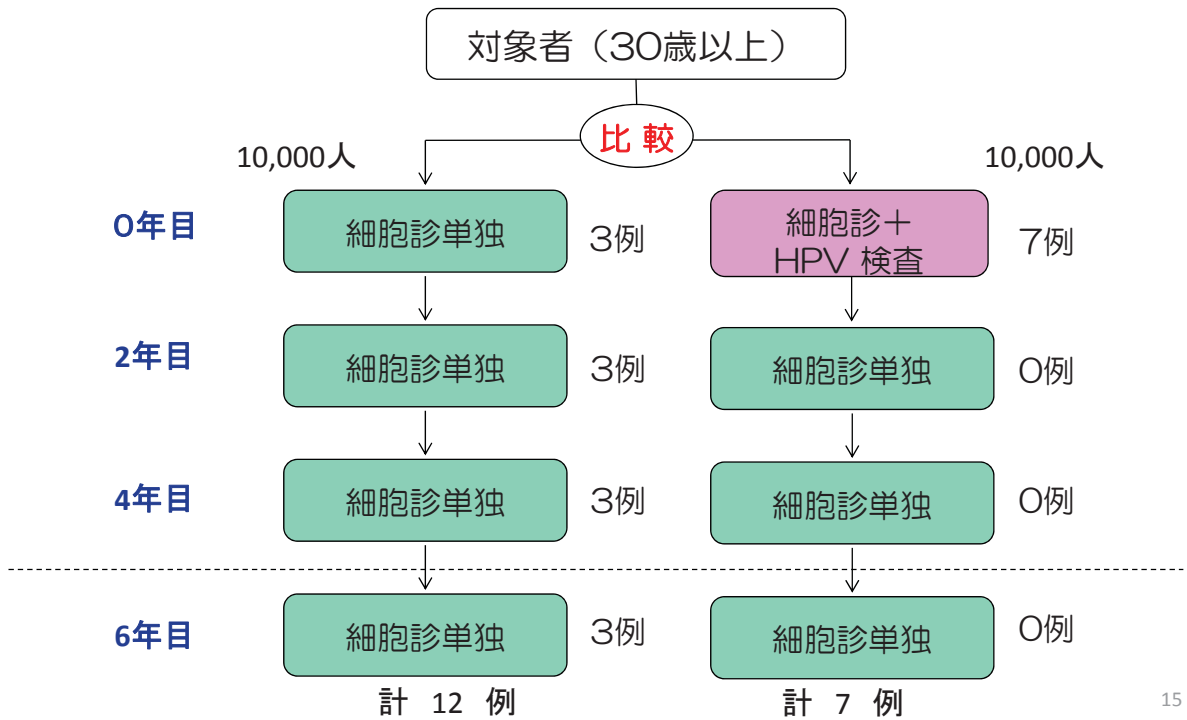 対象者（30歳以上）
比 較
10,000人
10,000人
0年目
細胞診単独
3例
細胞診＋
HPV 検査
7例
2年目
細胞診単独
3例
細胞診単独
0例
4年目
細胞診単独
3例
細胞診単独
0例
6年目
細胞診単独
3例
細胞診単独
0例
計 12 例
計 7 例
15